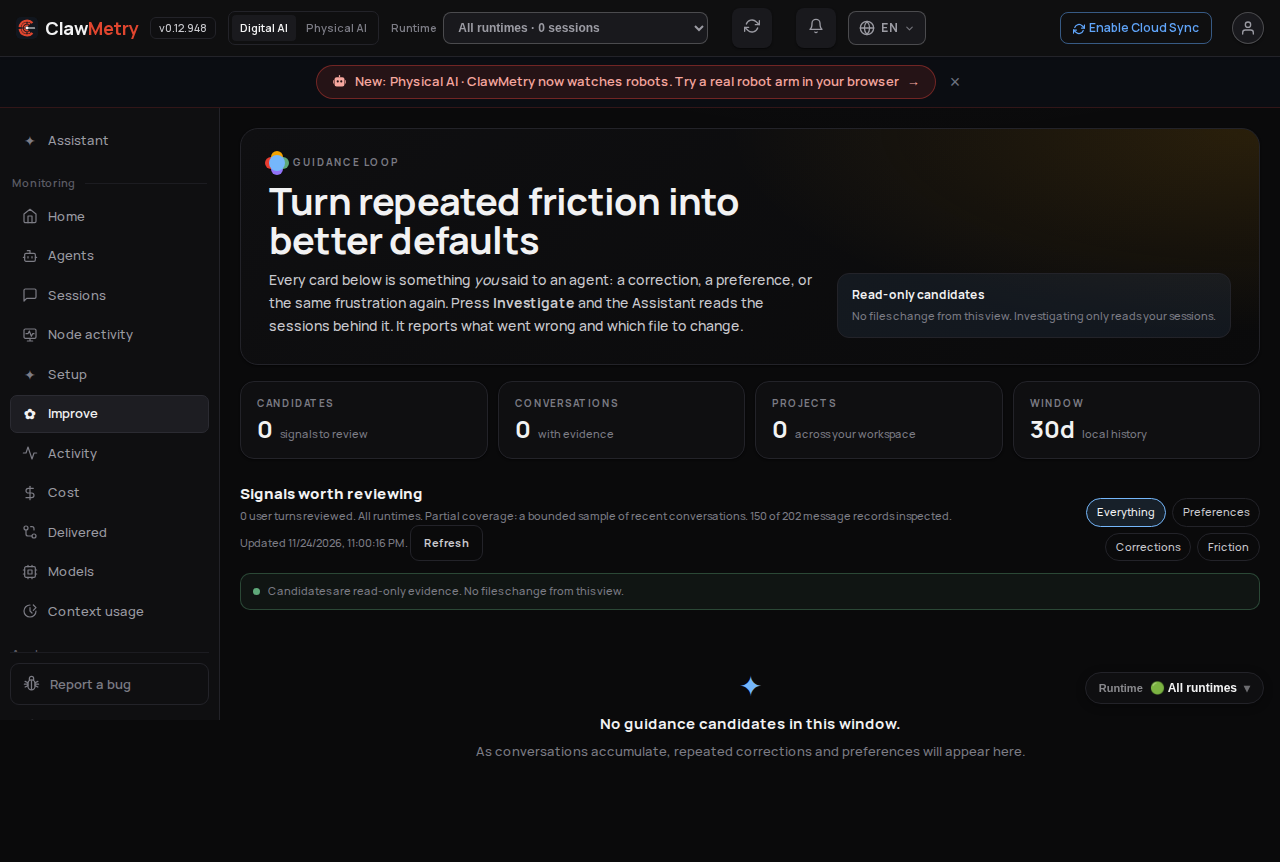 ClawMetry
v0.12.948
Digital AI
Physical AI
Runtime
All runtimes · 0 sessions
EN
Enable Cloud Sync
New: Physical AI · ClawMetry now watches robots. Try a real robot arm in your browser →
×
Assistant
Monitoring
Home
Agents
Sessions
Node activity
Setup
Improve
Activity
Cost
Delivered
Models
Context usage
Report a bug
GUIDANCE LOOP
Turn repeated friction into
better defaults
Every card below is something you said to an agent: a correction, a preference, or
the same frustration again. Press Investigate and the Assistant reads the
sessions behind it. It reports what went wrong and which file to change.
Read-only candidates
No files change from this view. Investigating only reads your sessions.
CANDIDATES
0 signals to review
CONVERSATIONS
0 with evidence
PROJECTS
0 across your workspace
WINDOW
30d local history
Signals worth reviewing
0 user turns reviewed. All runtimes. Partial coverage: a bounded sample of recent conversations. 150 of 202 message records inspected.
Updated 11/24/2026, 11:00:16 PM.
Refresh
Everything
Preferences
Corrections
Friction
Candidates are read-only evidence. No files change from this view.
Runtime
All runtimes
No guidance candidates in this window.
As conversations accumulate, repeated corrections and preferences will appear here.